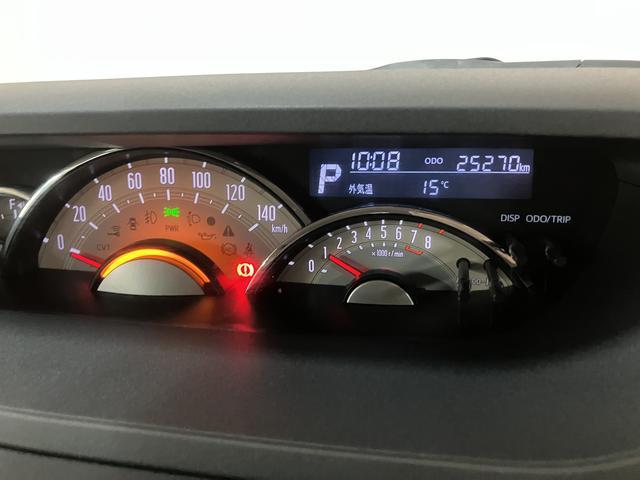 10:08 ODO 25270km
P
外気温 15℃
DISP ODO/TRIP
F
0 20 40 60 80 100 120 140
km/h
CVT
PWR
0 1 2 3 4 5 6 7 8
×1000r/min